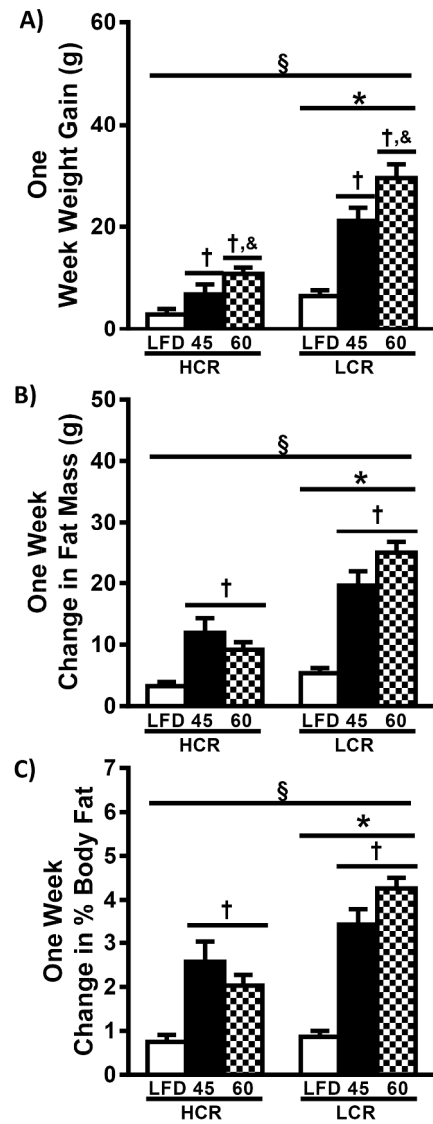 A)
One
Week Weight Gain (g)
60
40
20
0
§
*
†
†,&
†
†,&
LFD 45 60
LFD 45 60
HCR
LCR
B)
One Week
Change in Fat Mass (g)
50
40
30
20
10
0
§
*
†
†
LFD 45 60
LFD 45 60
HCR
LCR
C)
One Week
Change in % Body Fat
7
6
5
4
3
2
1
0
§
*
†
†
LFD 45 60
LFD 45 60
HCR
LCR